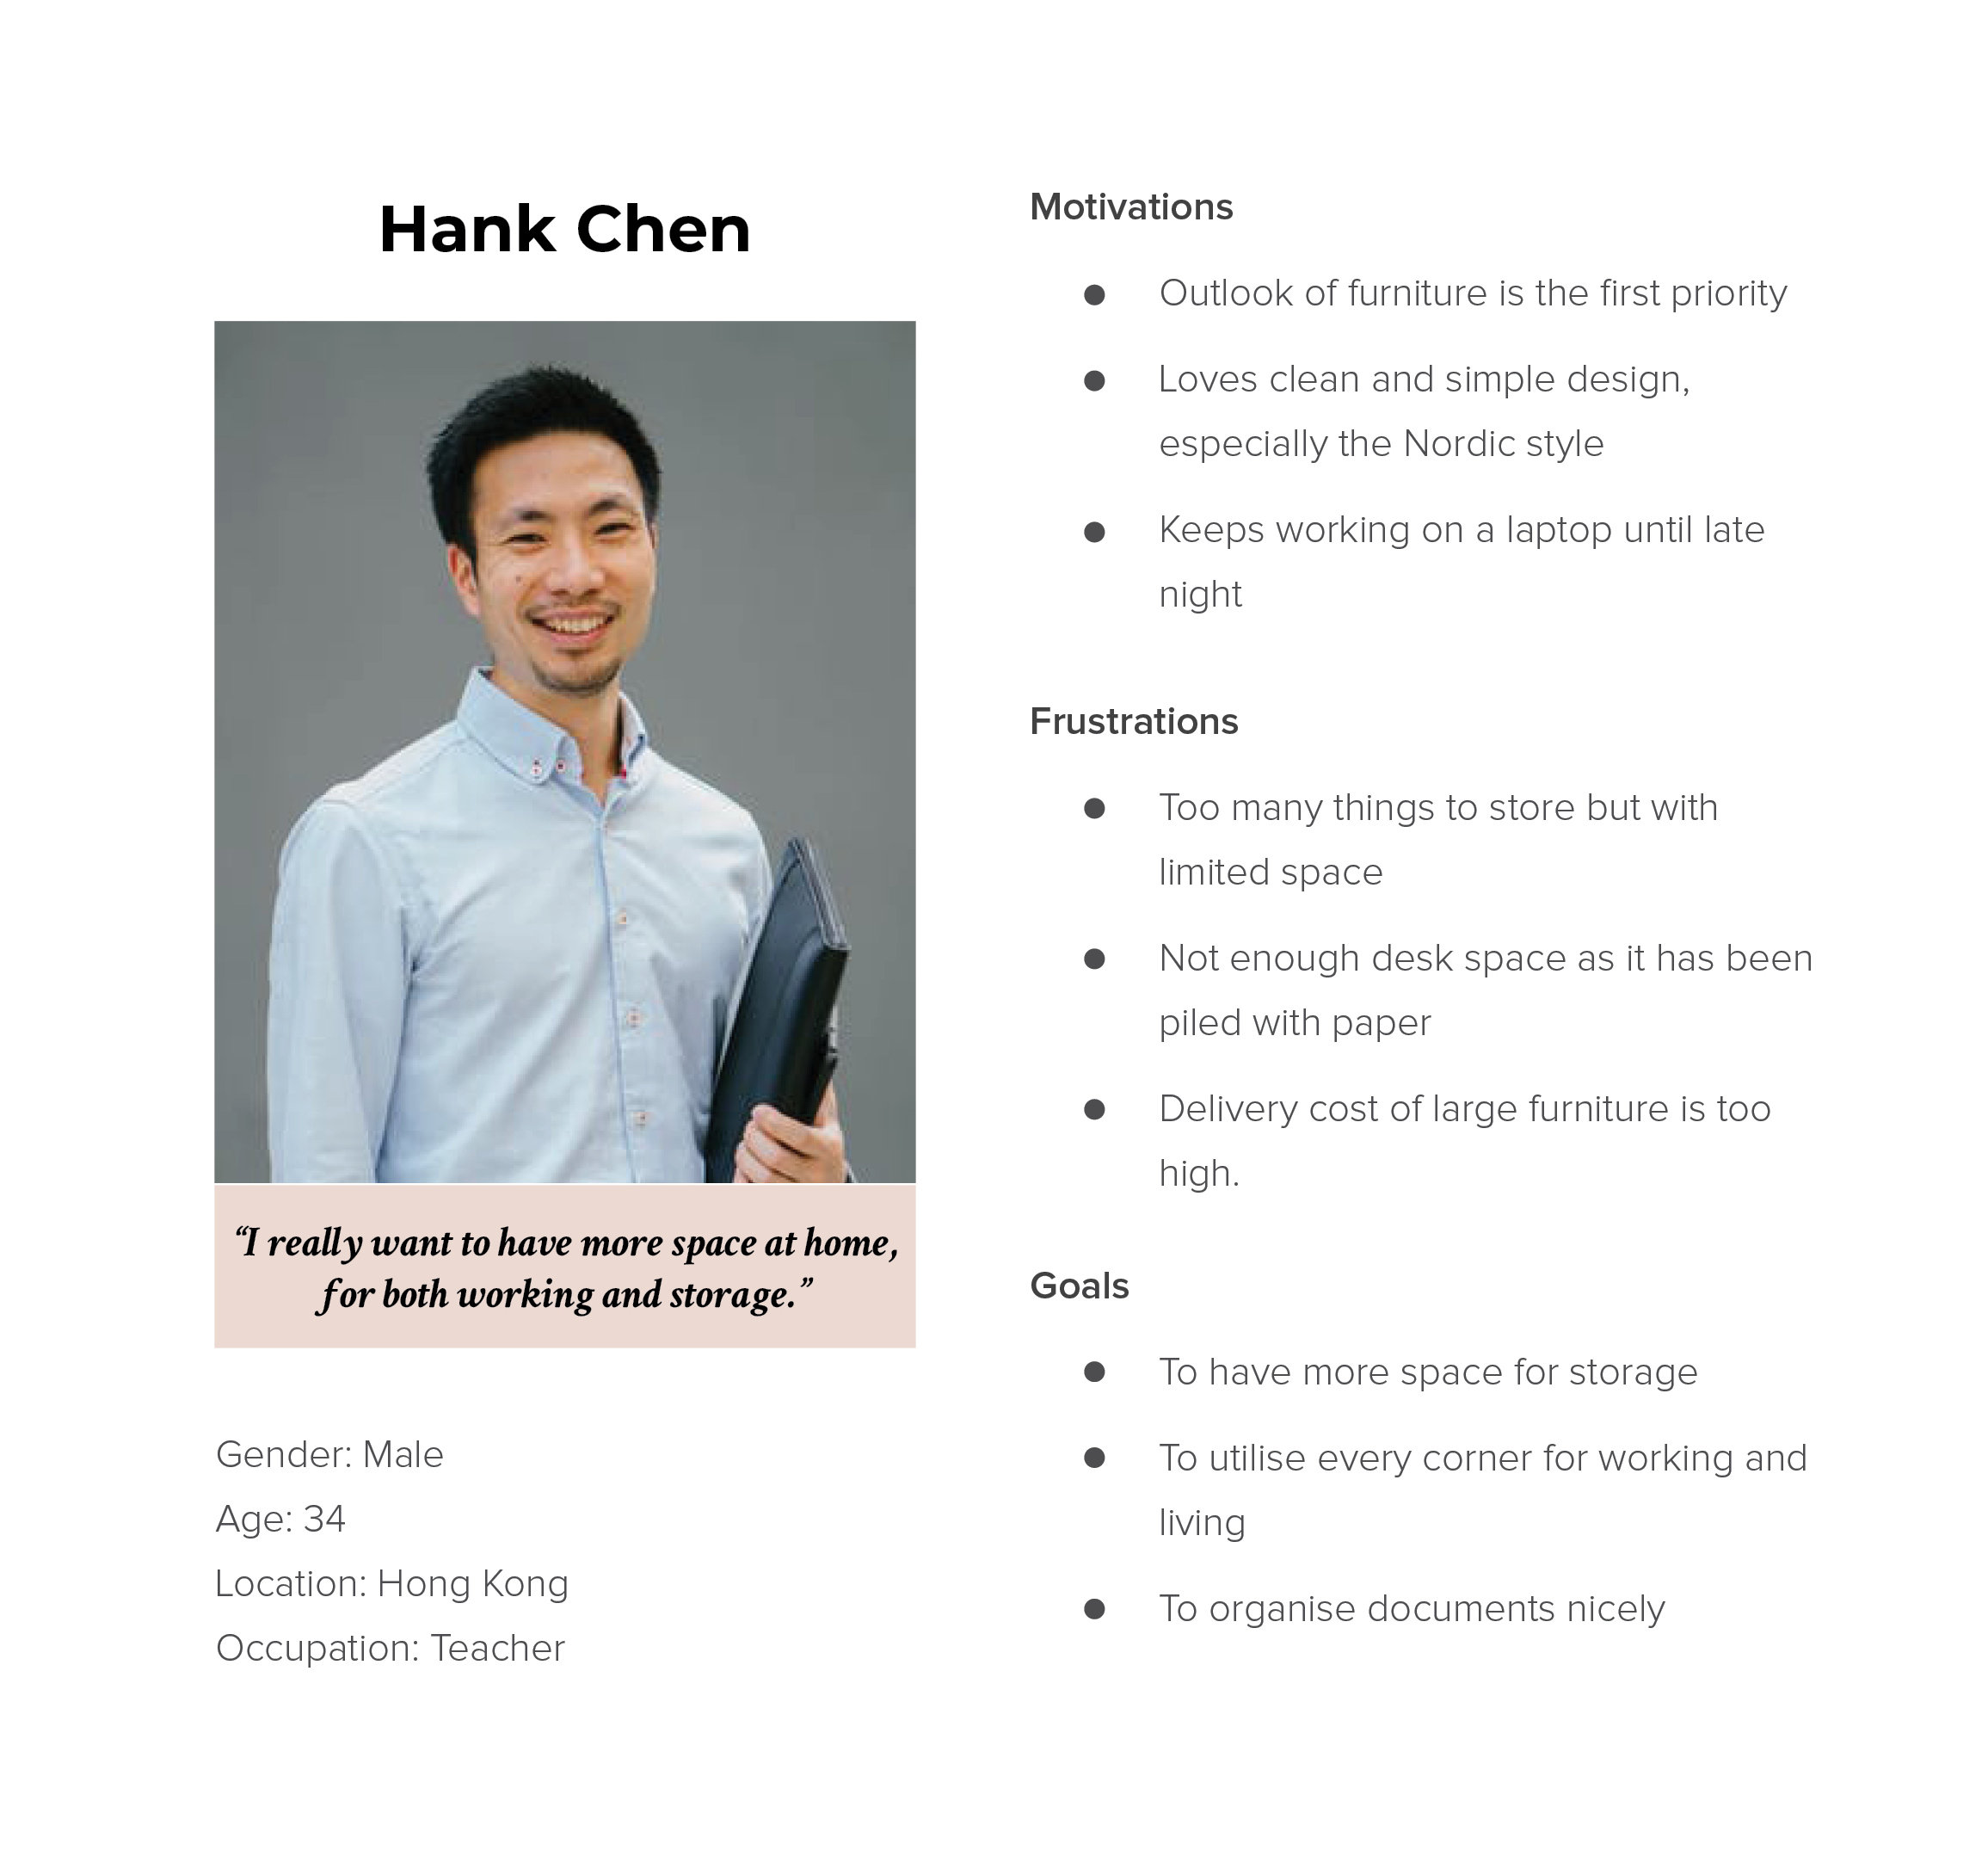 Hank Chen
“I really want to have more space at home,
for both working and storage.”
Gender: Male
Age: 34
Location: Hong Kong
Occupation: Teacher
Motivations
● Outlook of furniture is the first priority
● Loves clean and simple design,
especially the Nordic style
● Keeps working on a laptop until late
night
Frustrations
● Too many things to store but with
limited space
● Not enough desk space as it has been
piled with paper
● Delivery cost of large furniture is too
high.
Goals
● To have more space for storage
● To utilise every corner for working and
living
● To organise documents nicely